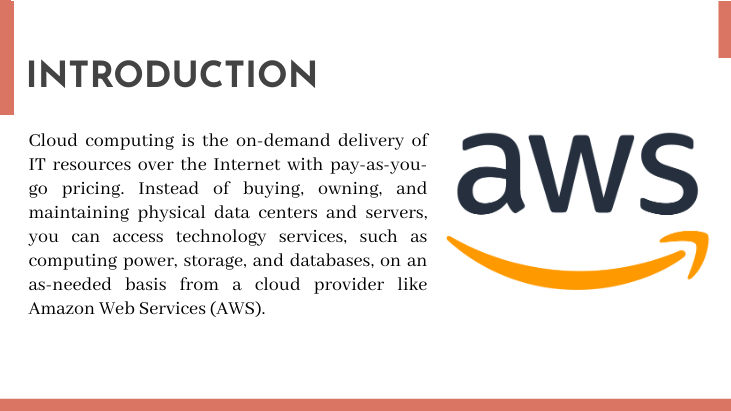 INTRODUCTION
Cloud computing is the on-demand delivery of
IT resources over the Internet with pay-as-you-
go pricing. Instead of buying, owning, and
maintaining physical data centers and servers,
you can access technology services, such as
computing power, storage, and databases, on an
as-needed basis from a cloud provider like
Amazon Web Services (AWS).
aws